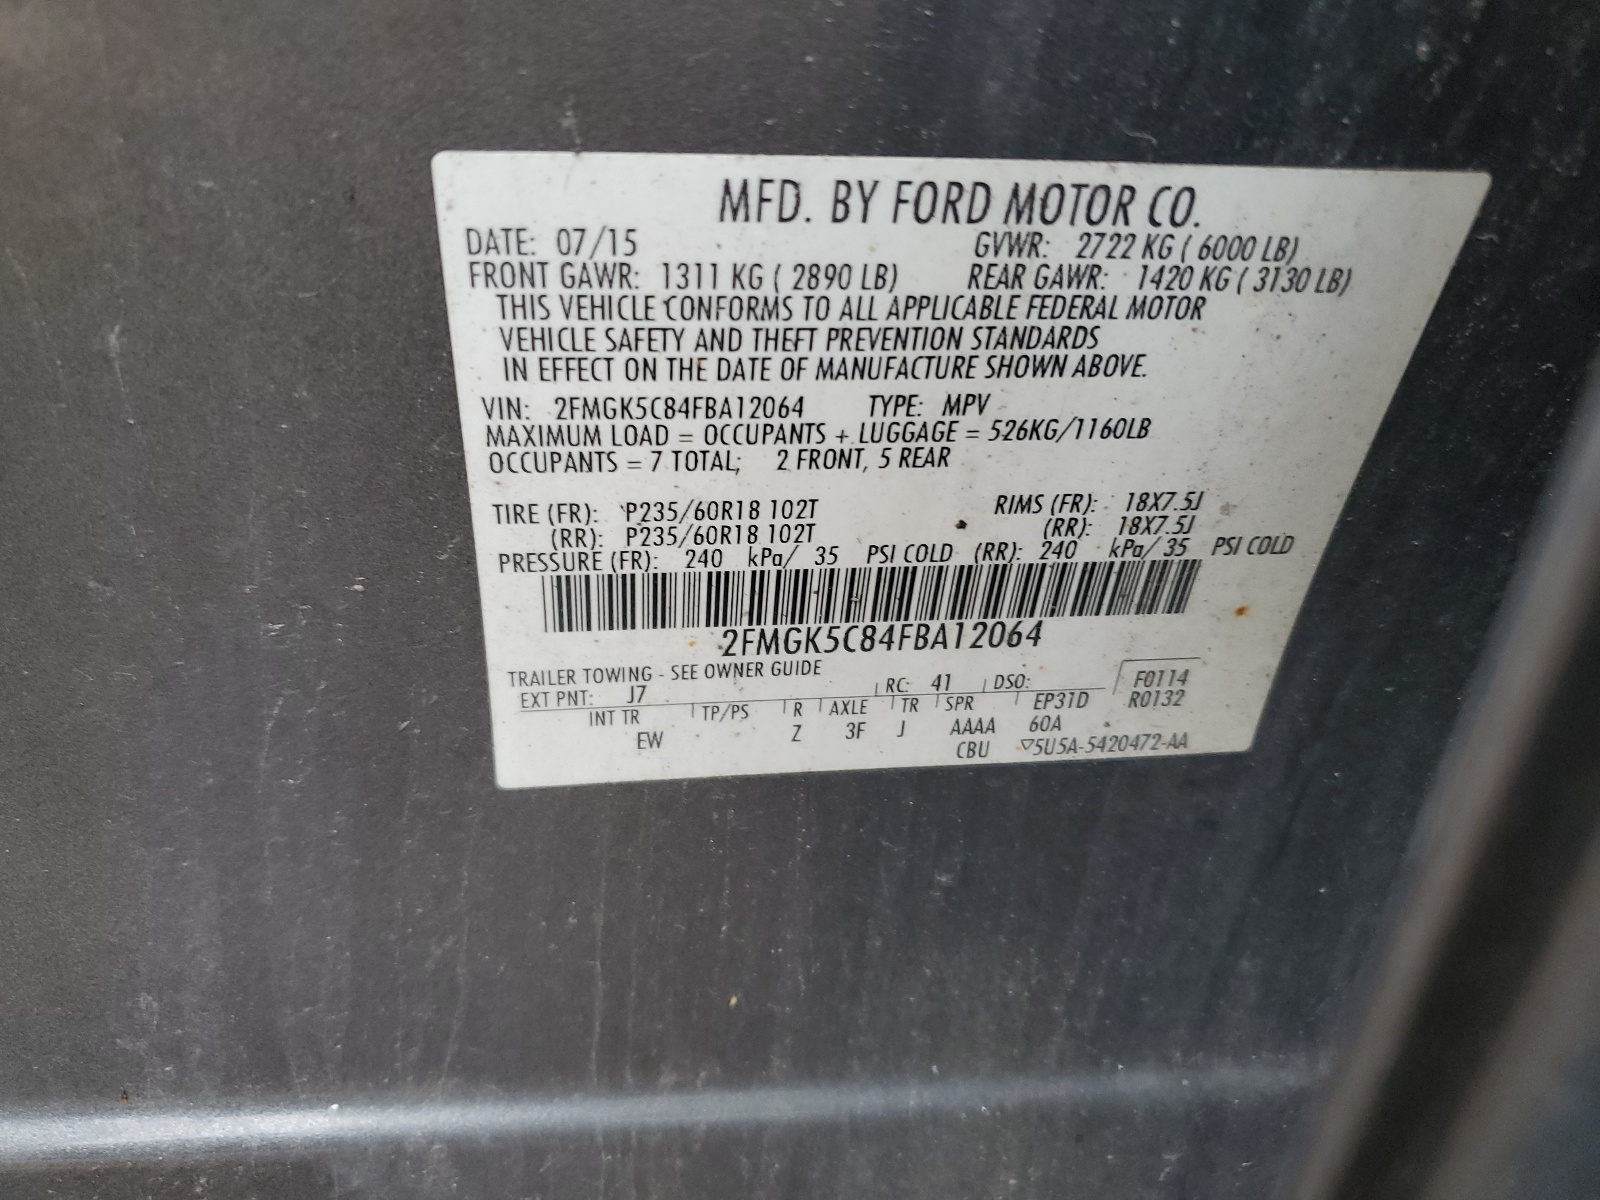 MFD. BY FORD MOTOR CO.
DATE: 07/15 GVWR: 2722 KG ( 6000 LB)
FRONT GAWR: 1311 KG ( 2890 LB) REAR GAWR: 1420 KG ( 3130 LB)
THIS VEHICLE CONFORMS TO ALL APPLICABLE FEDERAL MOTOR
VEHICLE SAFETY AND THEFT PREVENTION STANDARDS
IN EFFECT ON THE DATE OF MANUFACTURE SHOWN ABOVE.
VIN: 2FMGK5C84FBA12064 TYPE: MPV
MAXIMUM LOAD = OCCUPANTS + LUGGAGE = 526KG/1160LB
OCCUPANTS = 7 TOTAL; 2 FRONT, 5 REAR
TIRE (FR): P235/60R18 102T RIMS (FR): 18X7.5J
(RR): P235/60R18 102T (RR): 18X7.5J
PRESSURE (FR): 240 kPa/ 35 PSI COLD (RR): 240 kPa/ 35 PSI COLD
2FMGK5C84FBA12064
TRAILER TOWING - SEE OWNER GUIDE
EXT PNT: J7 RC: 41 DSO: F0114
INT TR TP/PS R AXLE TR SPR EP31D R0132
EW Z 3F J AAAA 60A
CBU ▽5U5A-5420472-AA